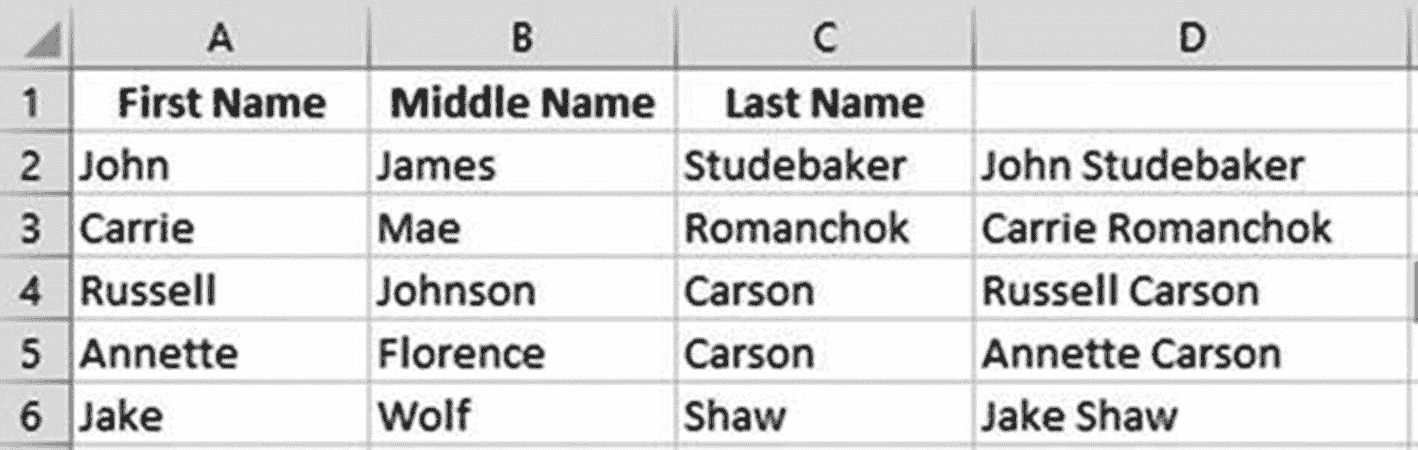 A B C D
1 First Name Middle Name Last Name
2 John James Studebaker John Studebaker
3 Carrie Mae Romanchok Carrie Romanchok
4 Russell Johnson Carson Russell Carson
5 Annette Florence Carson Annette Carson
6 Jake Wolf Shaw Jake Shaw